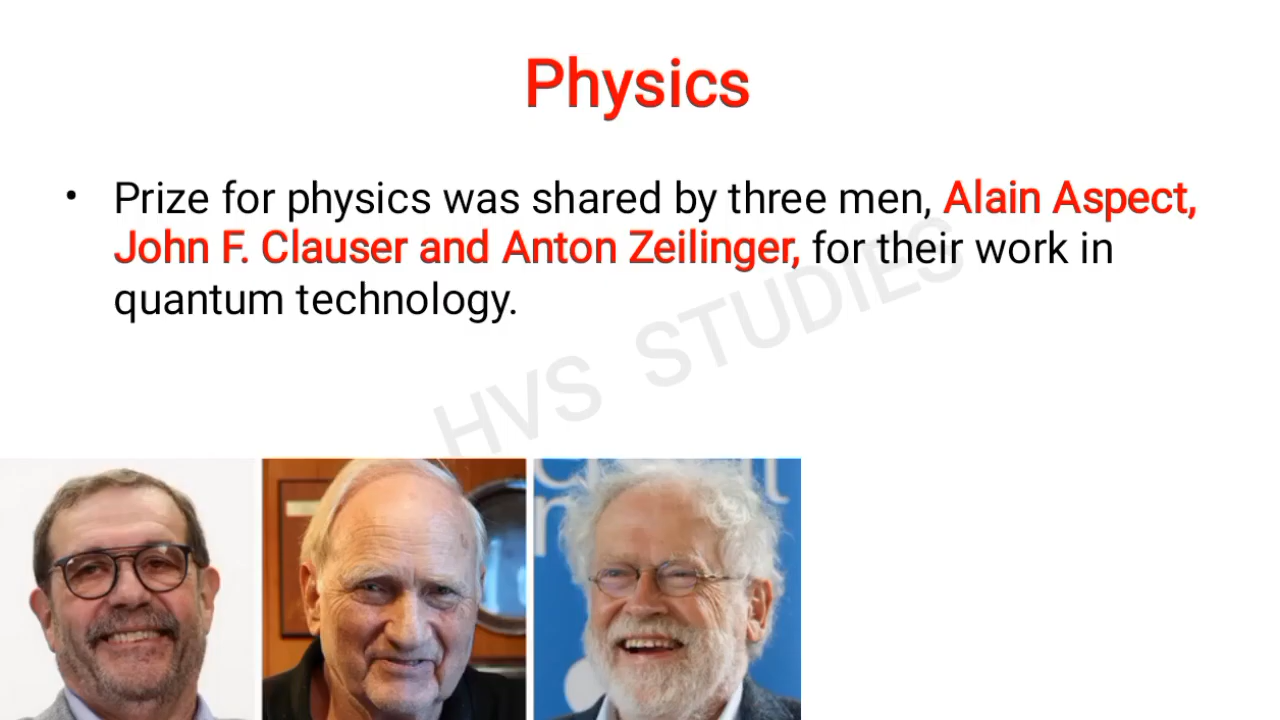 Physics
• Prize for physics was shared by three men, Alain Aspect,
John F. Clauser and Anton Zeilinger, for their work in
quantum technology.
HVS STUDIES